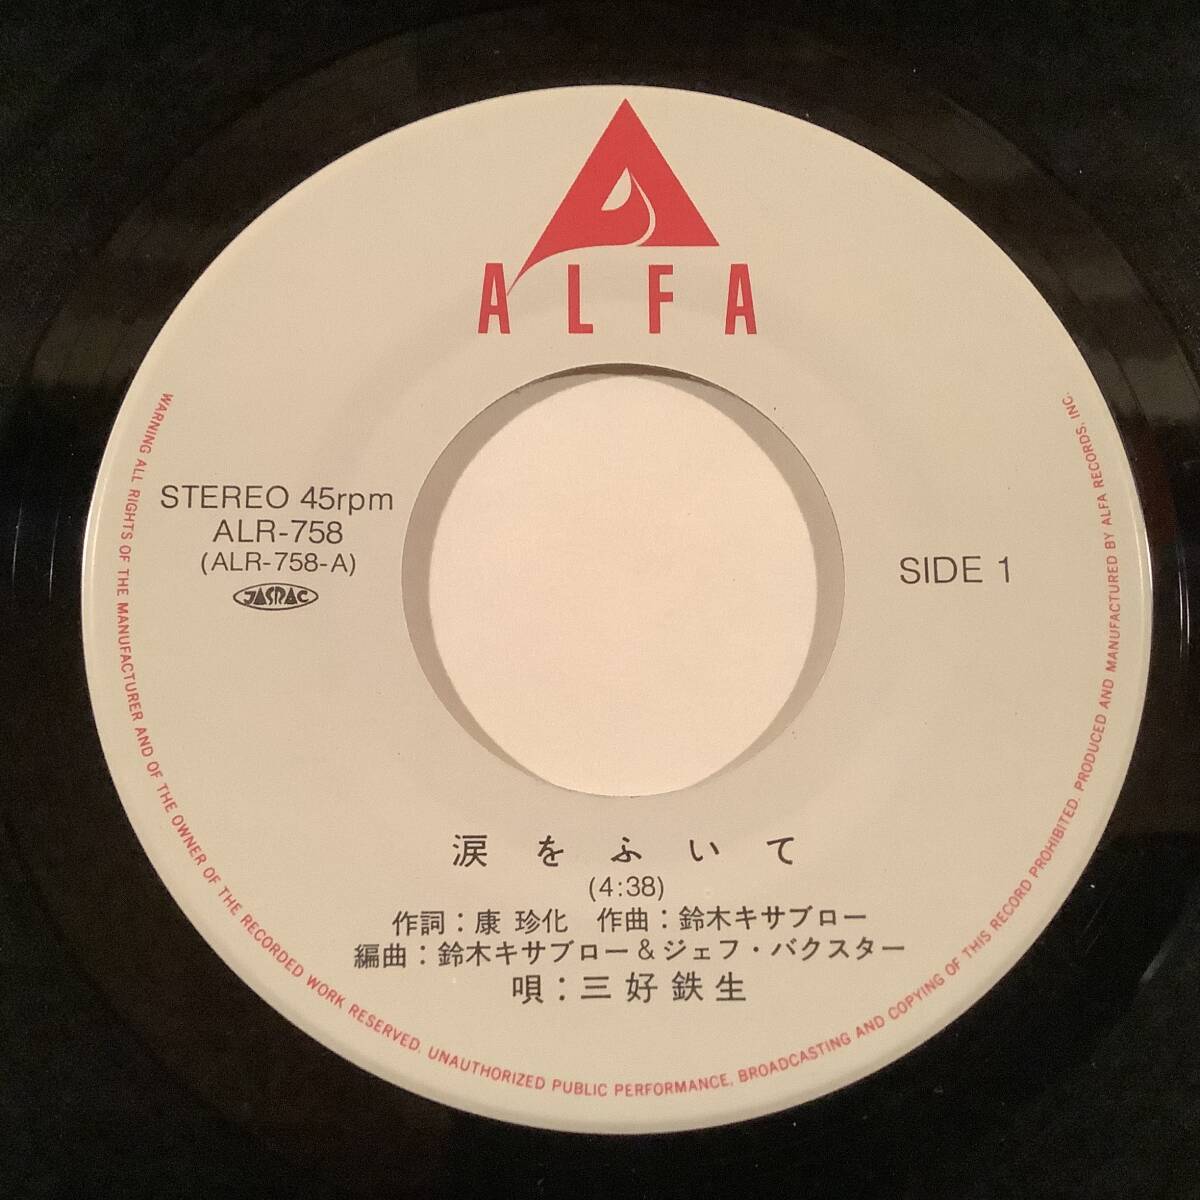 ALFA
STEREO 45rpm
ALR-758
(ALR-758-A)
JASRAC
SIDE 1
涙をふいて
(4:38)
作詞：康 珍化　作曲：鈴木キサブロー
編曲：鈴木キサブロー＆ジェフ・バクスター
唄：三好鉄生
WARNING ALL RIGHTS OF THE MANUFACTURER AND OF THE OWNER OF THE RECORDED WORK RESERVED. UNAUTHORIZED PUBLIC PERFORMANCE, BROADCASTING AND COPYING OF THIS RECORD PROHIBITED. PRODUCED AND MANUFACTURED BY ALFA RECORDS, INC.